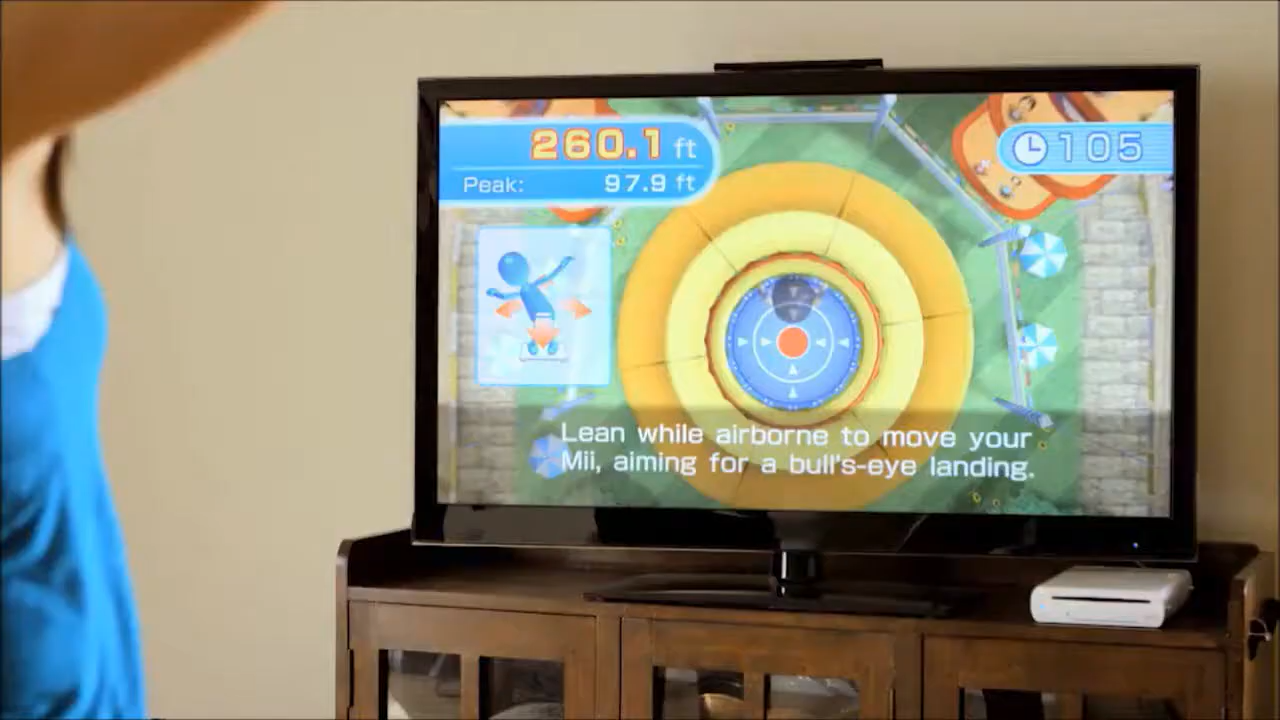 260.1 ft
Peak: 97.9 ft
105
Lean while airborne to move your
Mii, aiming for a bull's-eye landing.